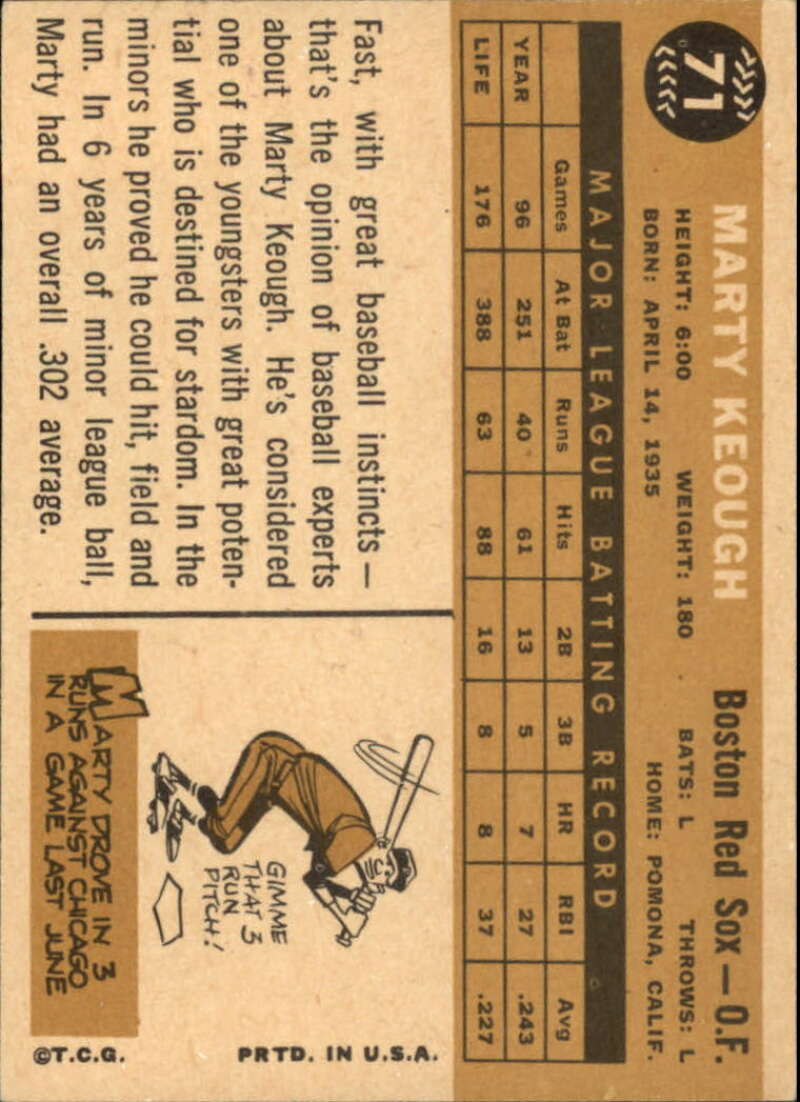 71
MARTY KEOUGH Boston Red Sox — O.F.
HEIGHT: 6:00 WEIGHT: 180 BATS: L THROWS: L
BORN: APRIL 14, 1935 HOME: POMONA, CALIF.
MAJOR LEAGUE BATTING RECORD
Games At Bat Runs Hits 2B 3B HR RBI Avg
YEAR 96 251 40 61 13 5 7 27 .243
LIFE 176 388 63 88 16 8 8 37 .227
Fast, with great baseball instincts—
that's the opinion of baseball experts
about Marty Keough. He's considered
one of the youngsters with great poten-
tial who is destined for stardom. In the
minors he proved he could hit, field and
run. In 6 years of minor league ball,
Marty had an overall .302 average.
GIMME
THAT 3
RUN
PITCH!
MARTY DROVE IN 3
RUNS AGAINST CHICAGO
IN A GAME LAST JUNE
PRTD. IN U.S.A.
©T.C.G.